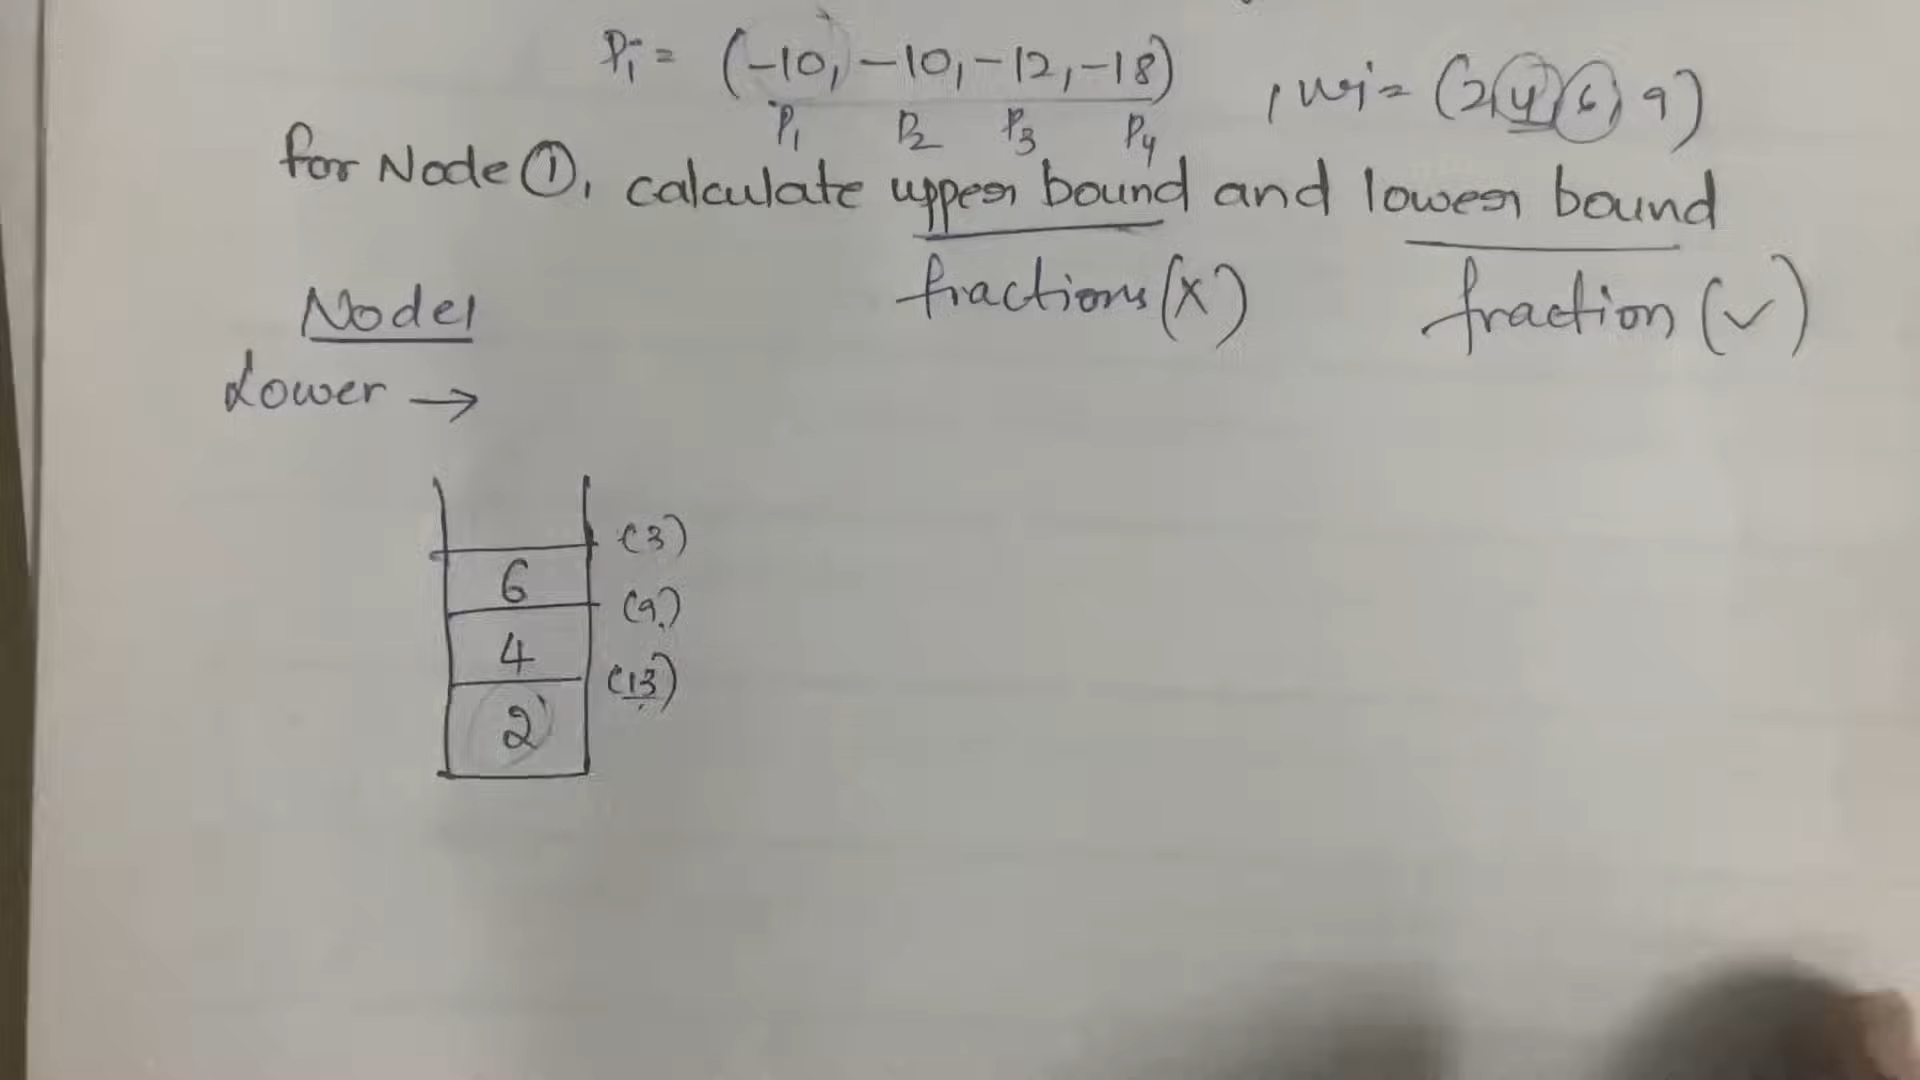 Pi = (-10, -10, -12, -18) , wi = (2, 4, 6, 9)
P1 P2 P3 P4
for Node ①, calculate upper bound and lower bound
fractions (x) fraction (✓)
Node1
Lower →
(3)
6
(9)
4
(13)
2